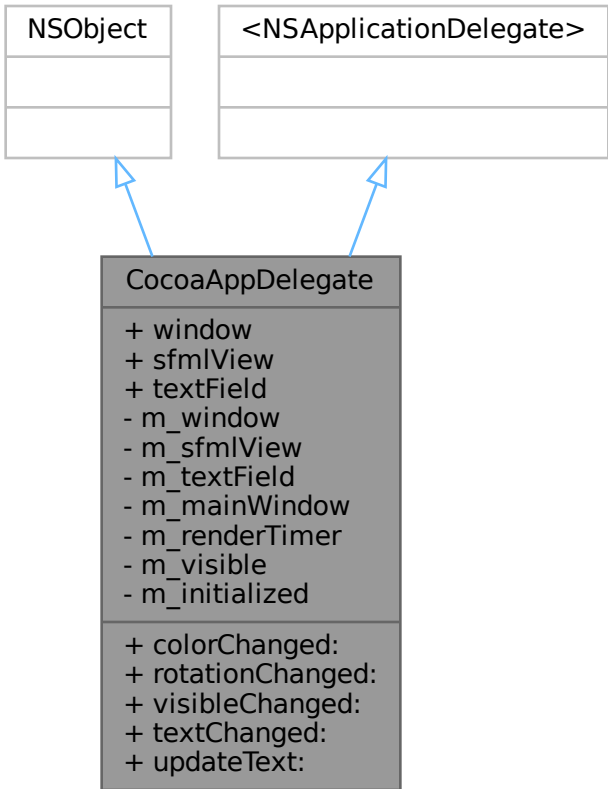 NSObject
<NSApplicationDelegate>
CocoaAppDelegate
+ window
+ sfmlView
+ textField
- m_window
- m_sfmlView
- m_textField
- m_mainWindow
- m_renderTimer
- m_visible
- m_initialized
+ colorChanged:
+ rotationChanged:
+ visibleChanged:
+ textChanged:
+ updateText: